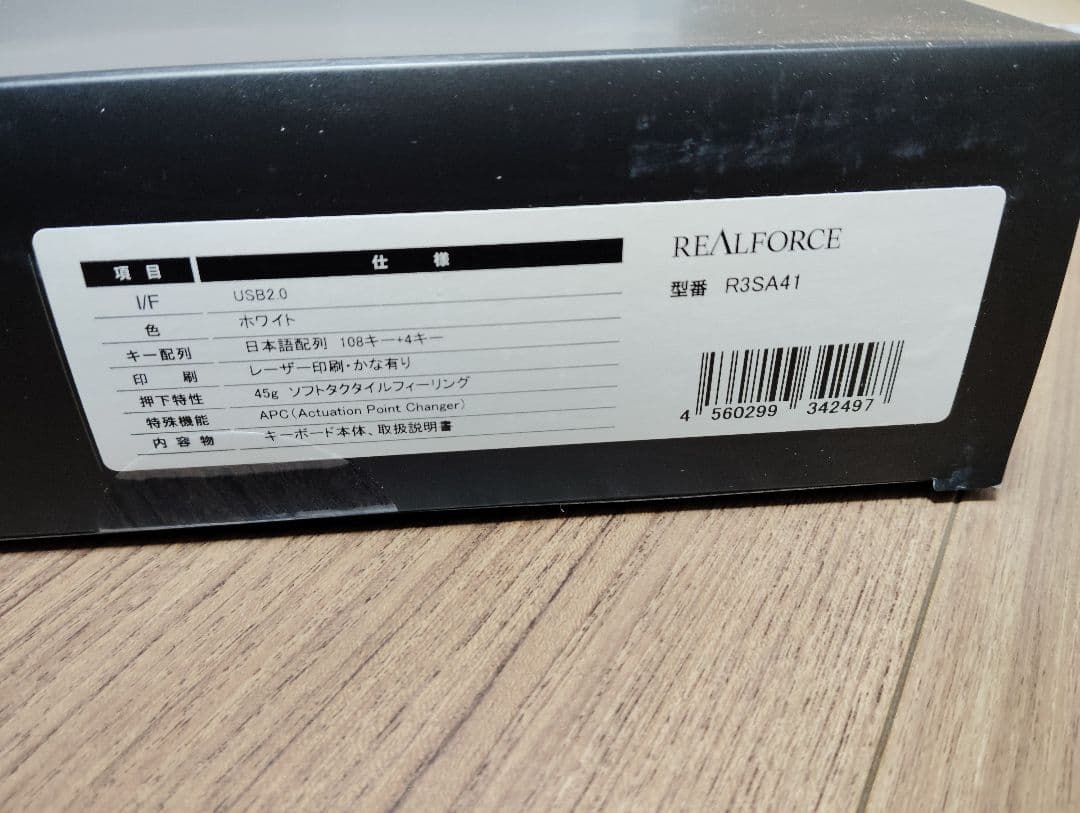 項目 仕様
I/F USB2.0
色 ホワイト
キー配列 日本語配列 108キー+4キー
印刷 レーザー印刷・かな有り
押下特性 45g ソフトタクタイルフィーリング
特殊機能 APC(Actuation Point Changer)
内容物 キーボード本体、取扱説明書
REALFORCE
型番 R3SA41
4 560299 342497